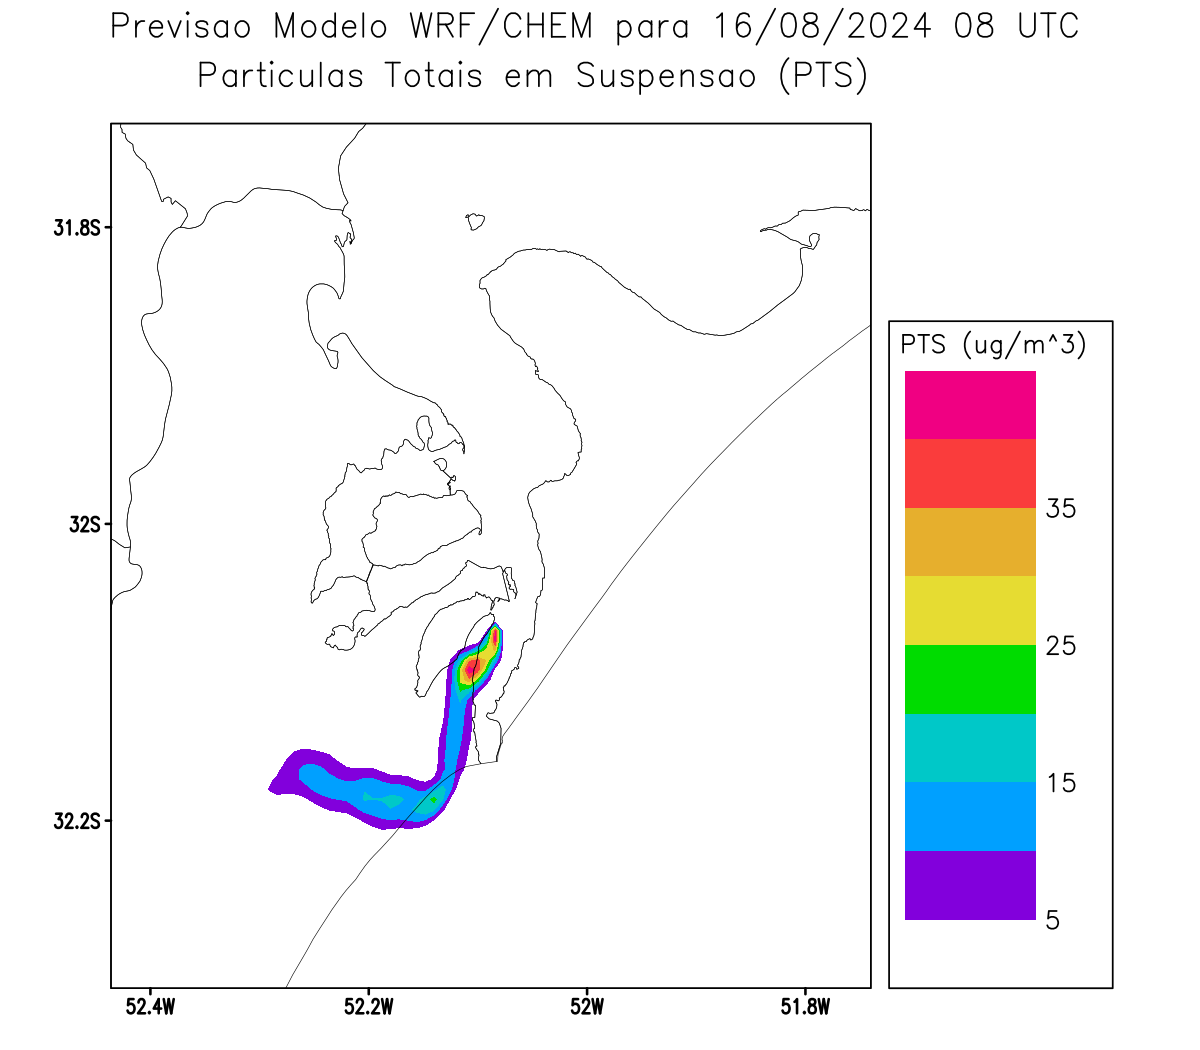 Previsao Modelo WRF/CHEM para 16/08/2024 08 UTC
Particulas Totais em Suspensao (PTS)
31.8S
32S
32.2S
52.4W
52.2W
52W
51.8W
PTS (ug/m^3)
35
25
15
5